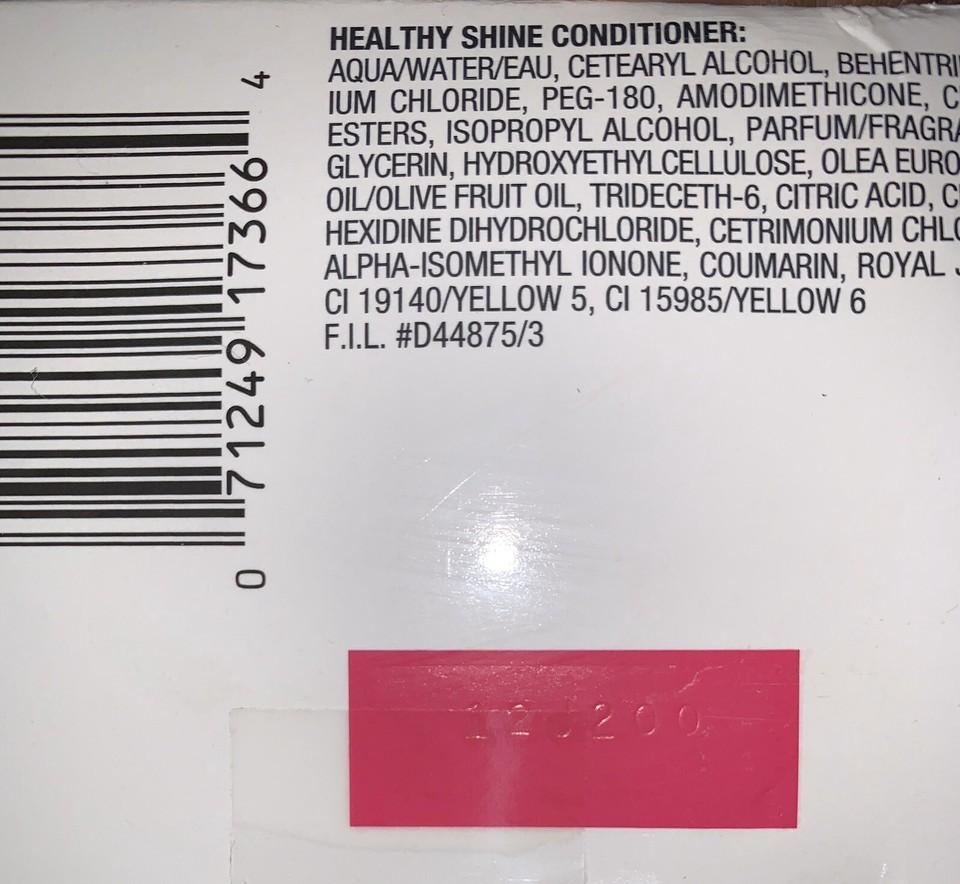 HEALTHY SHINE CONDITIONER:
AQUA/WATER/EAU, CETEARYL ALCOHOL, BEHENTRI
IUM CHLORIDE, PEG-180, AMODIMETHICONE, C
ESTERS, ISOPROPYL ALCOHOL, PARFUM/FRAGRA
GLYCERIN, HYDROXYETHYLCELLULOSE, OLEA EURO
OIL/OLIVE FRUIT OIL, TRIDECETH-6, CITRIC ACID,
HEXIDINE DIHYDROCHLORIDE, CETRIMONIUM CHLO
ALPHA-ISOMETHYL IONONE, COUMARIN, ROYAL
CI 19140/YELLOW 5, CI 15985/YELLOW 6
F.I.L. #D44875/3
0 71249 17366 4